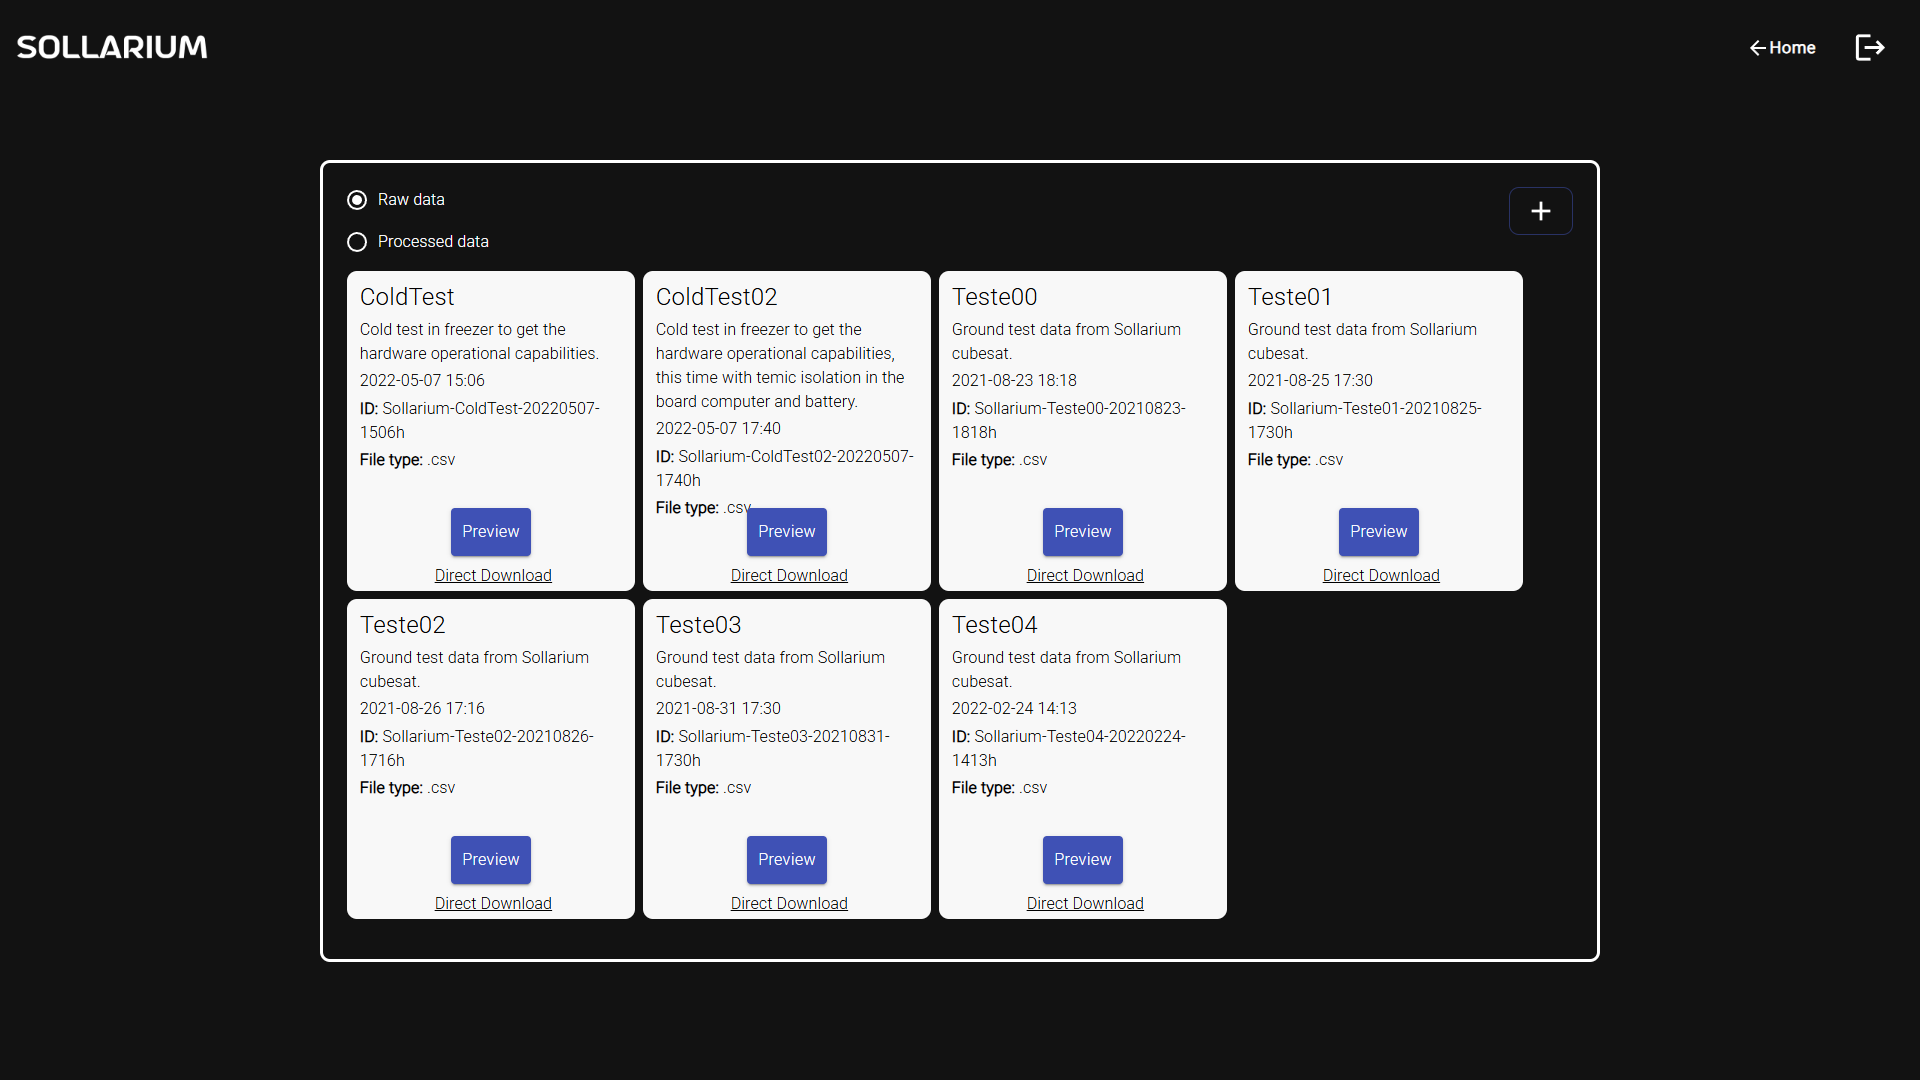 SOLLARIUM
Home
Raw data
Processed data
ColdTest
Cold test in freezer to get the
hardware operational capabilities.
2022-05-07 15:06
ID: Sollarium-ColdTest-20220507-
1506h
File type: .csv
Preview
Direct Download
ColdTest02
Cold test in freezer to get the
hardware operational capabilities,
this time with temic isolation in the
board computer and battery.
2022-05-07 17:40
ID: Sollarium-ColdTest02-20220507-
1740h
File type: .csv
Preview
Direct Download
Teste00
Ground test data from Sollarium
cubesat.
2021-08-23 18:18
ID: Sollarium-Teste00-20210823-
1818h
File type: .csv
Preview
Direct Download
Teste01
Ground test data from Sollarium
cubesat.
2021-08-25 17:30
ID: Sollarium-Teste01-20210825-
1730h
File type: .csv
Preview
Direct Download
Teste02
Ground test data from Sollarium
cubesat.
2021-08-26 17:16
ID: Sollarium-Teste02-20210826-
1716h
File type: .csv
Preview
Direct Download
Teste03
Ground test data from Sollarium
cubesat.
2021-08-31 17:30
ID: Sollarium-Teste03-20210831-
1730h
File type: .csv
Preview
Direct Download
Teste04
Ground test data from Sollarium
cubesat.
2022-02-24 14:13
ID: Sollarium-Teste04-20220224-
1413h
File type: .csv
Preview
Direct Download